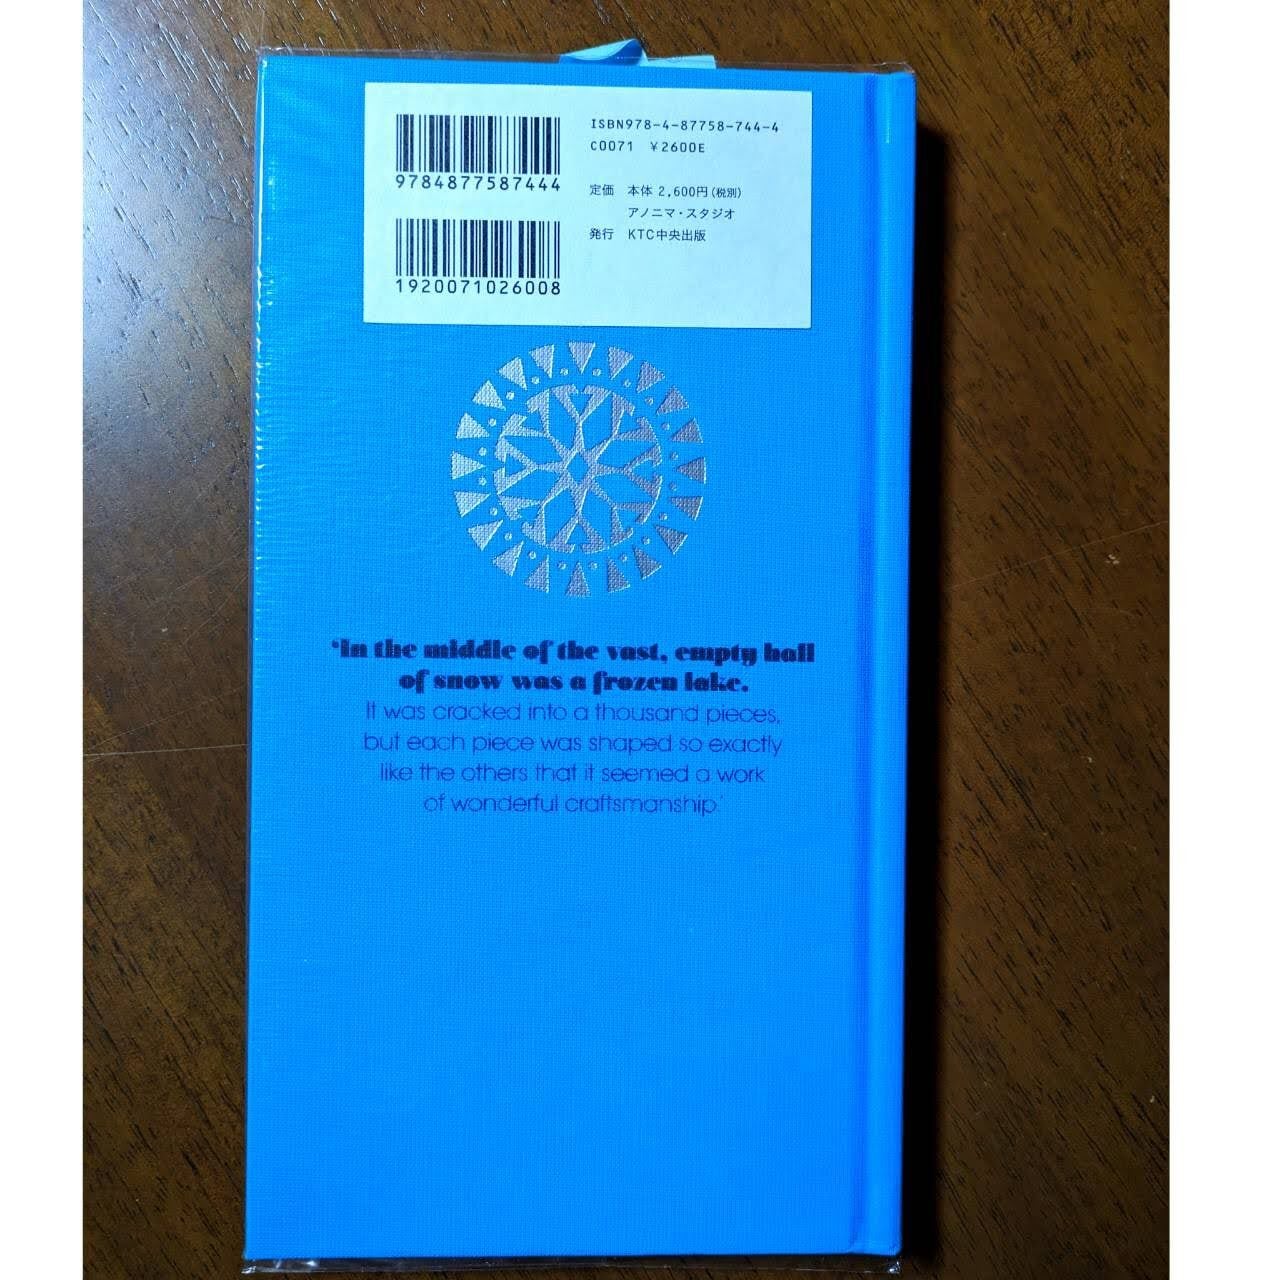 ISBN978-4-87758-744-4
C0071 ¥2600E
9784877587444
定価 本体 2,600円(税別)
アノニマ・スタジオ
発行 KTC中央出版
1920071026008
‘In the middle of the vast, empty hall
of snow was a frozen lake.
It was cracked into a thousand pieces,
but each piece was shaped so exactly
like the others that it seemed a work
of wonderful craftsmanship.’